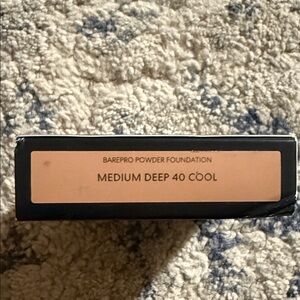 BAREPRO POWDER FOUNDATION
MEDIUM DEEP 40 COOL